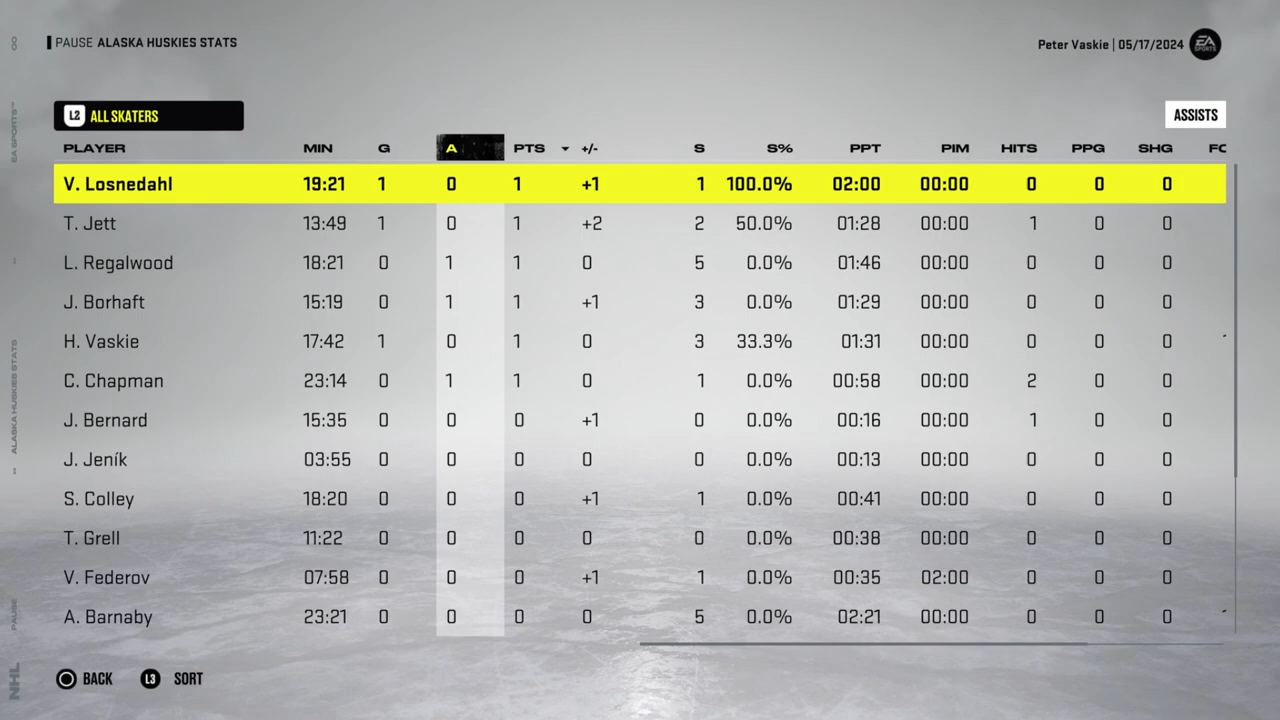 PAUSE ALASKA HUSKIES STATS
Peter Vaskie | 05/17/2024
EA SPORTS
L2 ALL SKATERS
ASSISTS
PLAYER MIN G A PTS +/- S S% PPT PIM HITS PPG SHG FO
V. Losnedahl 19:21 1 0 1 +1 1 100.0% 02:00 00:00 0 0 0
T. Jett 13:49 1 0 1 +2 2 50.0% 01:28 00:00 1 0 0
L. Regalwood 18:21 0 1 1 0 5 0.0% 01:46 00:00 0 0 0
J. Borhaft 15:19 0 1 1 +1 3 0.0% 01:29 00:00 0 0 0
H. Vaskie 17:42 1 0 1 0 3 33.3% 01:31 00:00 0 0 0
C. Chapman 23:14 0 1 1 0 1 0.0% 00:58 00:00 2 0 0
J. Bernard 15:35 0 0 0 +1 0 0.0% 00:16 00:00 1 0 0
J. Jeník 03:55 0 0 0 0 0 0.0% 00:13 00:00 0 0 0
S. Colley 18:20 0 0 0 +1 1 0.0% 00:41 00:00 0 0 0
T. Grell 11:22 0 0 0 0 0 0.0% 00:38 00:00 0 0 0
V. Federov 07:58 0 0 0 +1 1 0.0% 00:35 02:00 0 0 0
A. Barnaby 23:21 0 0 0 0 5 0.0% 02:21 00:00 0 0 0
BACK L3 SORT
NHL PAUSE ALASKA HUSKIES STATS EA SPORTS™